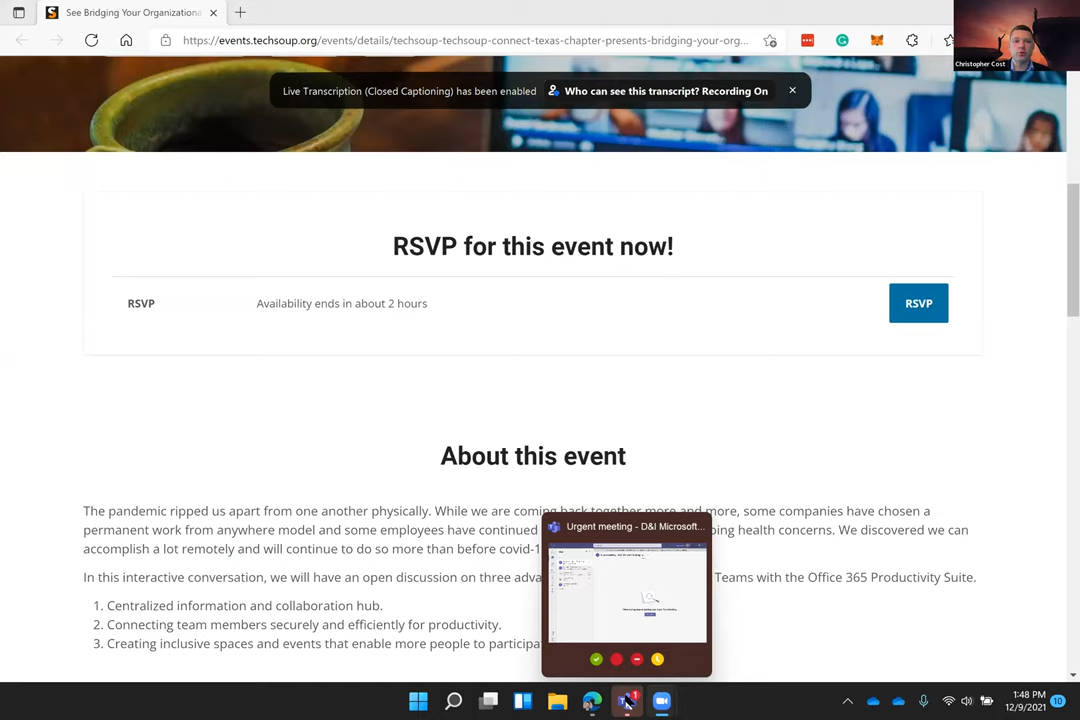 See Bridging Your Organizationa
https://events.techsoup.org/events/details/techsoup-techsoup-connect-texas-chapter-presents-bridging-your-org...
Christopher Cost
Live Transcription (Closed Captioning) has been enabled
Who can see this transcript? Recording On
RSVP for this event now!
RSVP
Availability ends in about 2 hours
RSVP
About this event
The pandemic ripped us apart from one another physically. While we are coming back together more and more, some companies have chosen a
permanent work from anywhere model and some employees have continued ping health concerns. We discovered we can
accomplish a lot remotely and will continue to do so more than before covid-1
In this interactive conversation, we will have an open discussion on three adva Teams with the Office 365 Productivity Suite.
1. Centralized information and collaboration hub.
2. Connecting team members securely and efficiently for productivity.
3. Creating inclusive spaces and events that enable more people to participa
Urgent meeting - D&I Microsoft...
1
1:48 PM
12/9/2021
10